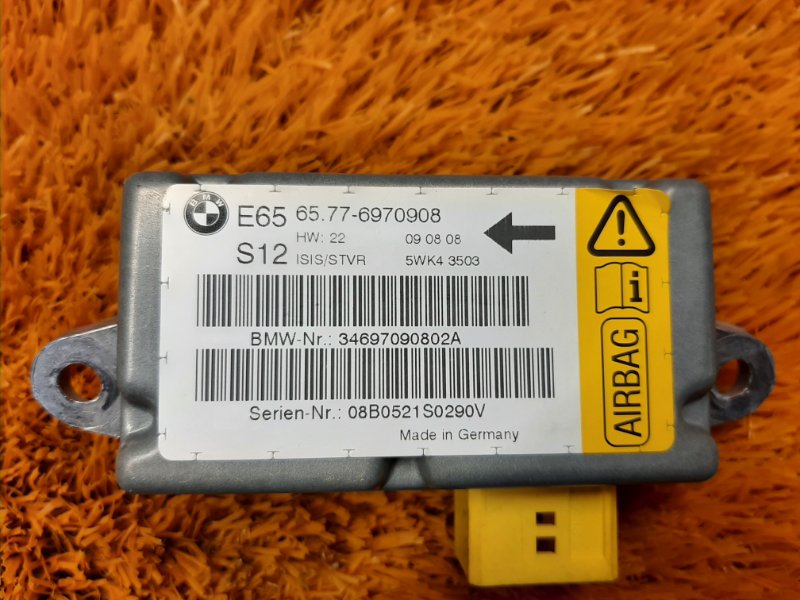 BMW
E65 65.77-6970908
HW: 22 09 08 08
S12 ISIS/STVR 5WK4 3503
BMW-Nr.: 34697090802A
Serien-Nr.: 08B0521S0290V
Made in Germany
!
i
AIRBAG